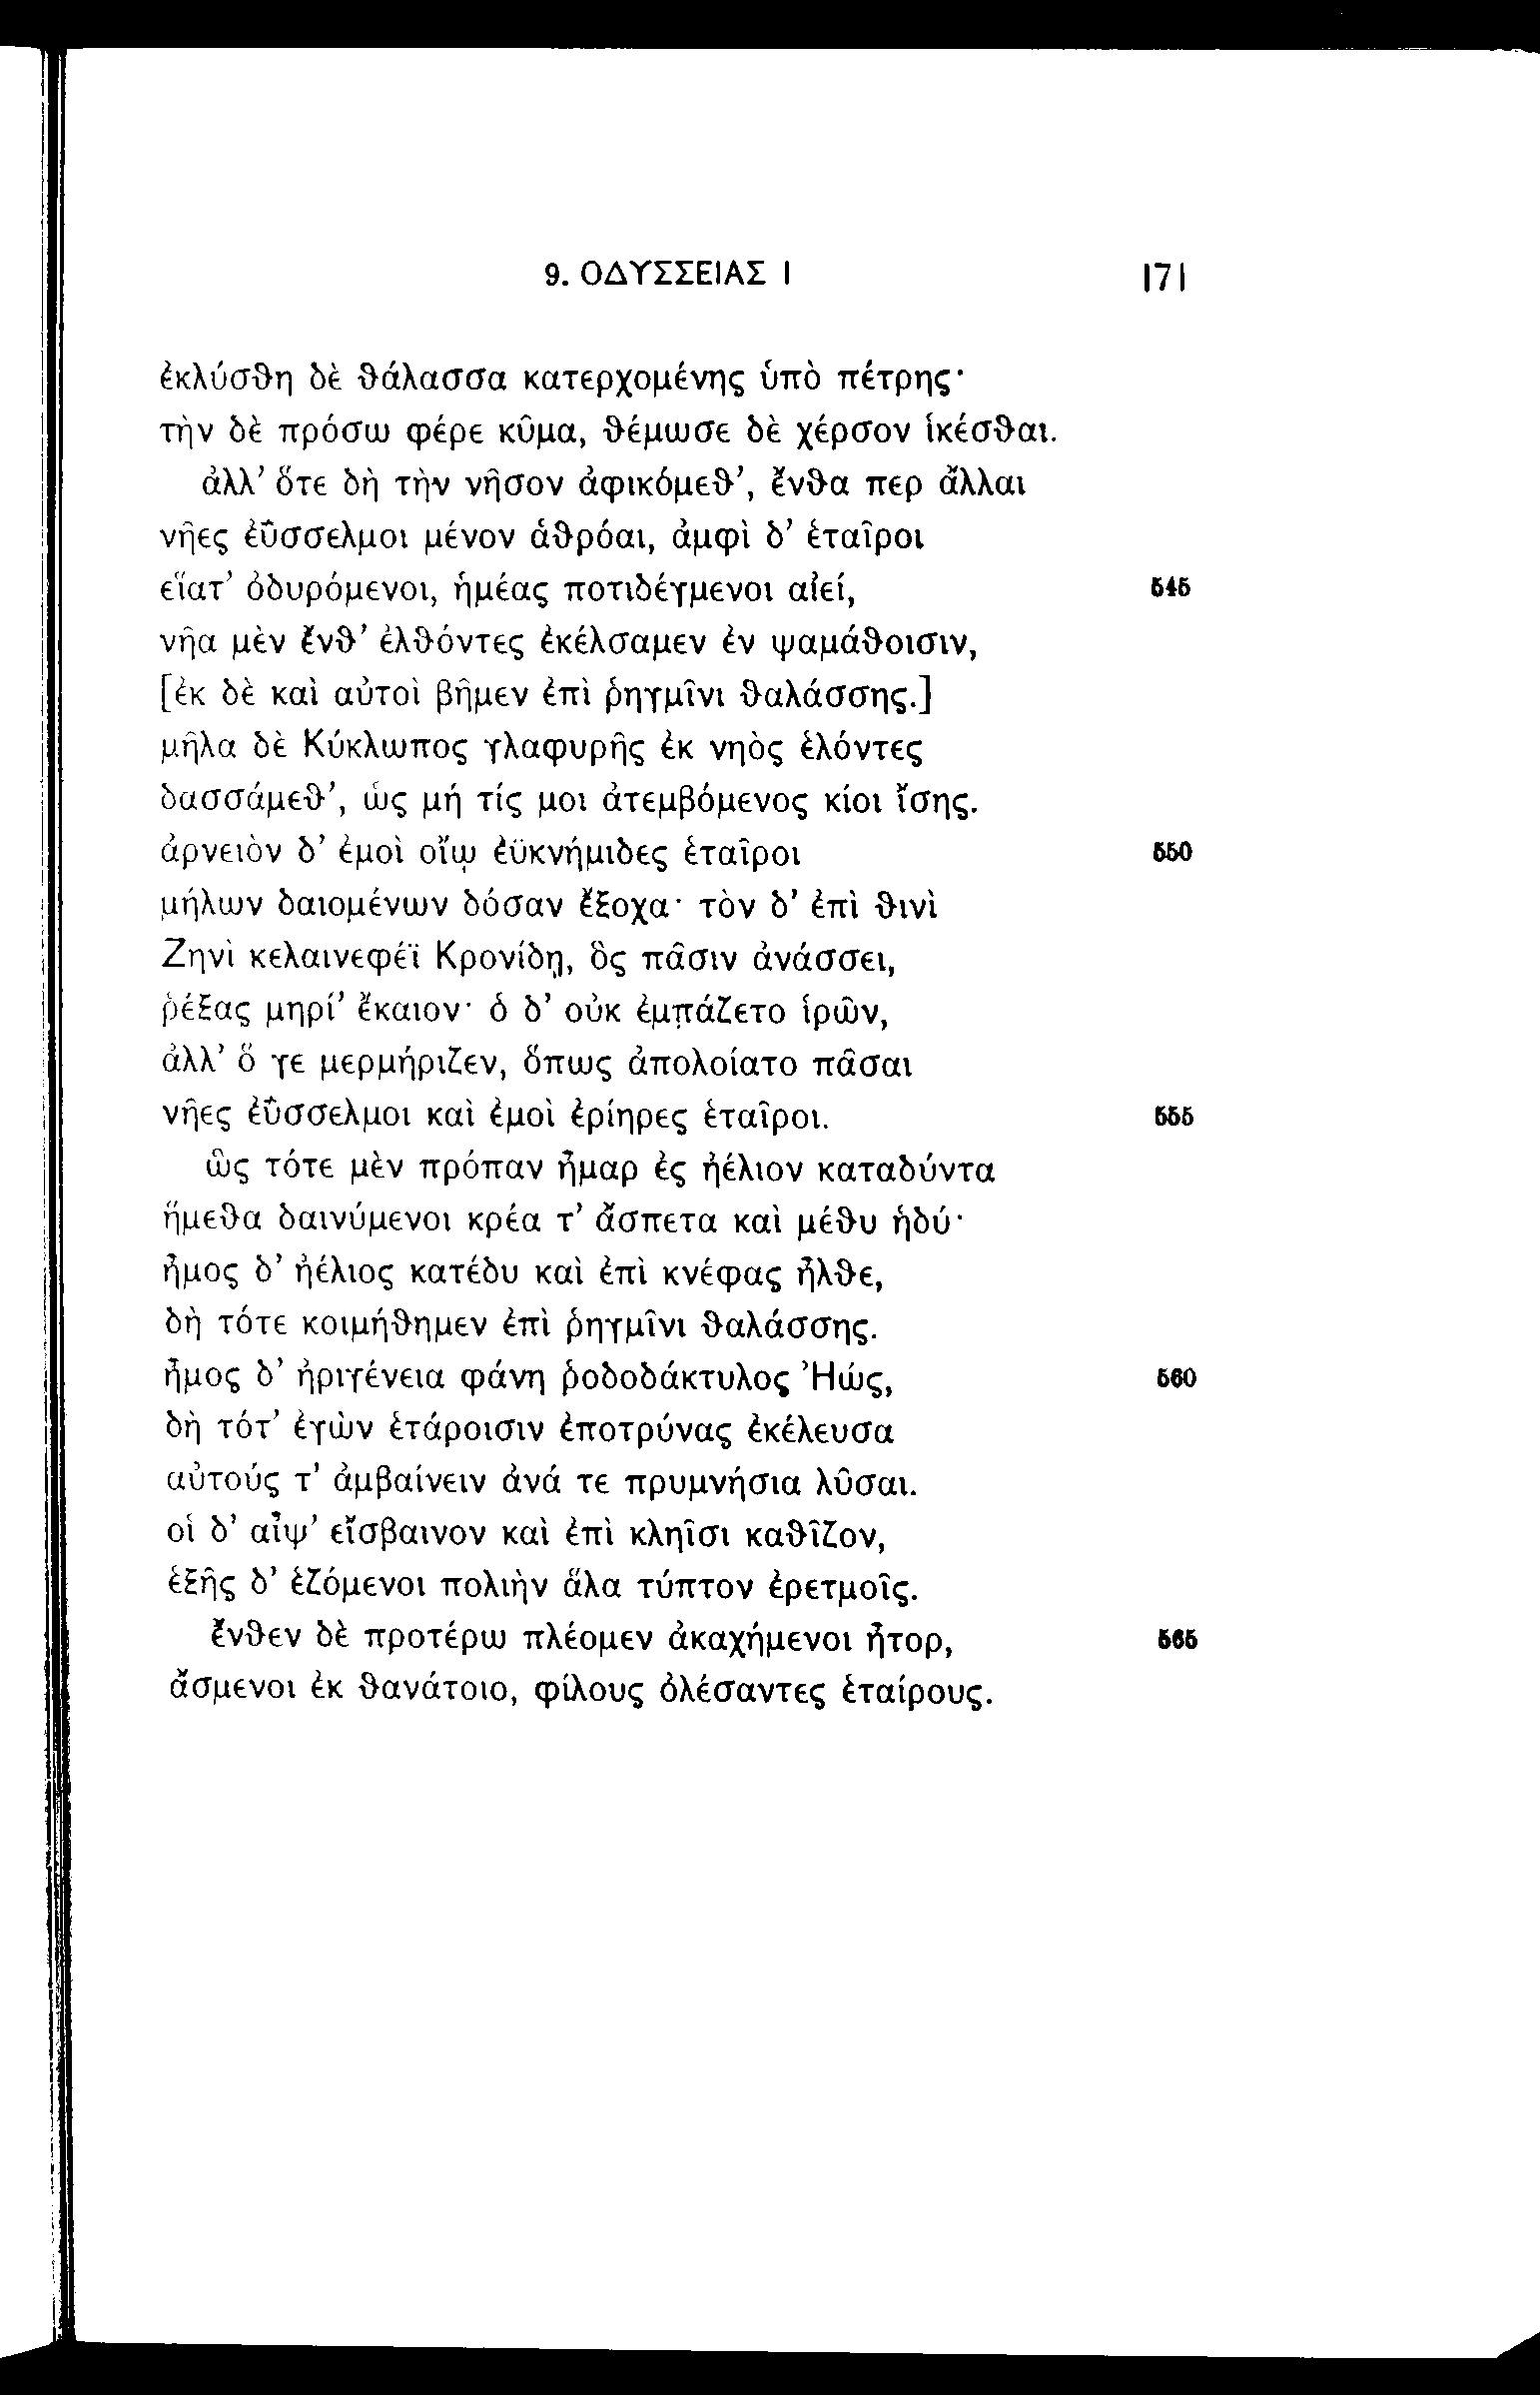 9. ΟΔΥΣΣΕΙΑΣ Ι 171
ἐκλύσϑη δὲ ϑάλασσα κατερχομένης ὑπὸ πέτρης·
τὴν δὲ πρόσω φέρε κῦμα, ϑέμωσε δὲ χέρσον ἱκέσϑαι.
ἀλλ’ ὅτε δὴ τὴν νῆσον ἀφικόμεϑ’, ἔνϑα περ ἄλλαι
νῆες ἐΰσσελμοι μένον ἁϑρόαι, ἀμφὶ δ’ ἑταῖροι
εἵατ’ ὀδυρόμενοι, ἡμέας ποτιδέγμενοι αἰεί, 545
νῆα μὲν ἔνϑ’ ἐλϑόντες ἐκέλσαμεν ἐν ψαμάϑοισιν,
[ἐκ δὲ καὶ αὐτοὶ βῆμεν ἐπὶ ῥηγμῖνι ϑαλάσσης.]
μῆλα δὲ Κύκλωπος γλαφυρῆς ἐκ νηὸς ἑλόντες
δασσάμεϑ’, ὡς μή τίς μοι ἀτεμβόμενος κίοι ἴσης.
ἀρνειὸν δ’ ἐμοὶ οἴῳ ἐϋκνήμιδες ἑταῖροι 550
μήλων δαιομένων δόσαν ἔξοχα· τὸν δ’ ἐπὶ ϑινὶ
Ζηνὶ κελαινεφέϊ Κρονίδῃ, ὃς πᾶσιν ἀνάσσει,
ῥέξας μηρί’ ἔκαιον· ὁ δ’ οὐκ ἐμπάζετο ἱρῶν,
ἀλλ’ ὅ γε μερμήριζεν, ὅπως ἀπολοίατο πᾶσαι
νῆες ἐΰσσελμοι καὶ ἐμοὶ ἐρίηρες ἑταῖροι. 555
ὣς τότε μὲν πρόπαν ἦμαρ ἐς ἠέλιον καταδύντα
ἥμεϑα δαινύμενοι κρέα τ’ ἄσπετα καὶ μέϑυ ἡδύ·
ἦμος δ’ ἠέλιος κατέδυ καὶ ἐπὶ κνέφας ἦλϑε,
δὴ τότε κοιμήϑημεν ἐπὶ ῥηγμῖνι ϑαλάσσης.
ἦμος δ’ ἠριγένεια φάνη ῥοδοδάκτυλος Ἠώς, 560
δὴ τότ’ ἐγὼν ἑτάροισιν ἐποτρύνας ἐκέλευσα
αὐτούς τ’ ἀμβαίνειν ἀνά τε πρυμνήσια λῦσαι.
οἱ δ’ αἶψ’ εἴσβαινον καὶ ἐπὶ κληῖσι καϑῖζον,
ἑξῆς δ’ ἑζόμενοι πολιὴν ἅλα τύπτον ἐρετμοῖς.
ἔνϑεν δὲ προτέρω πλέομεν ἀκαχήμενοι ἦτορ, 565
ἄσμενοι ἐκ ϑανάτοιο, φίλους ὀλέσαντες ἑταίρους.